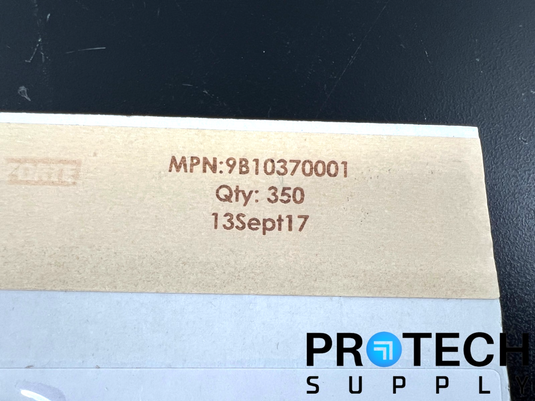 MPN:9B10370001
Qty: 350
13Sept17
PROTECH
SUPPLY